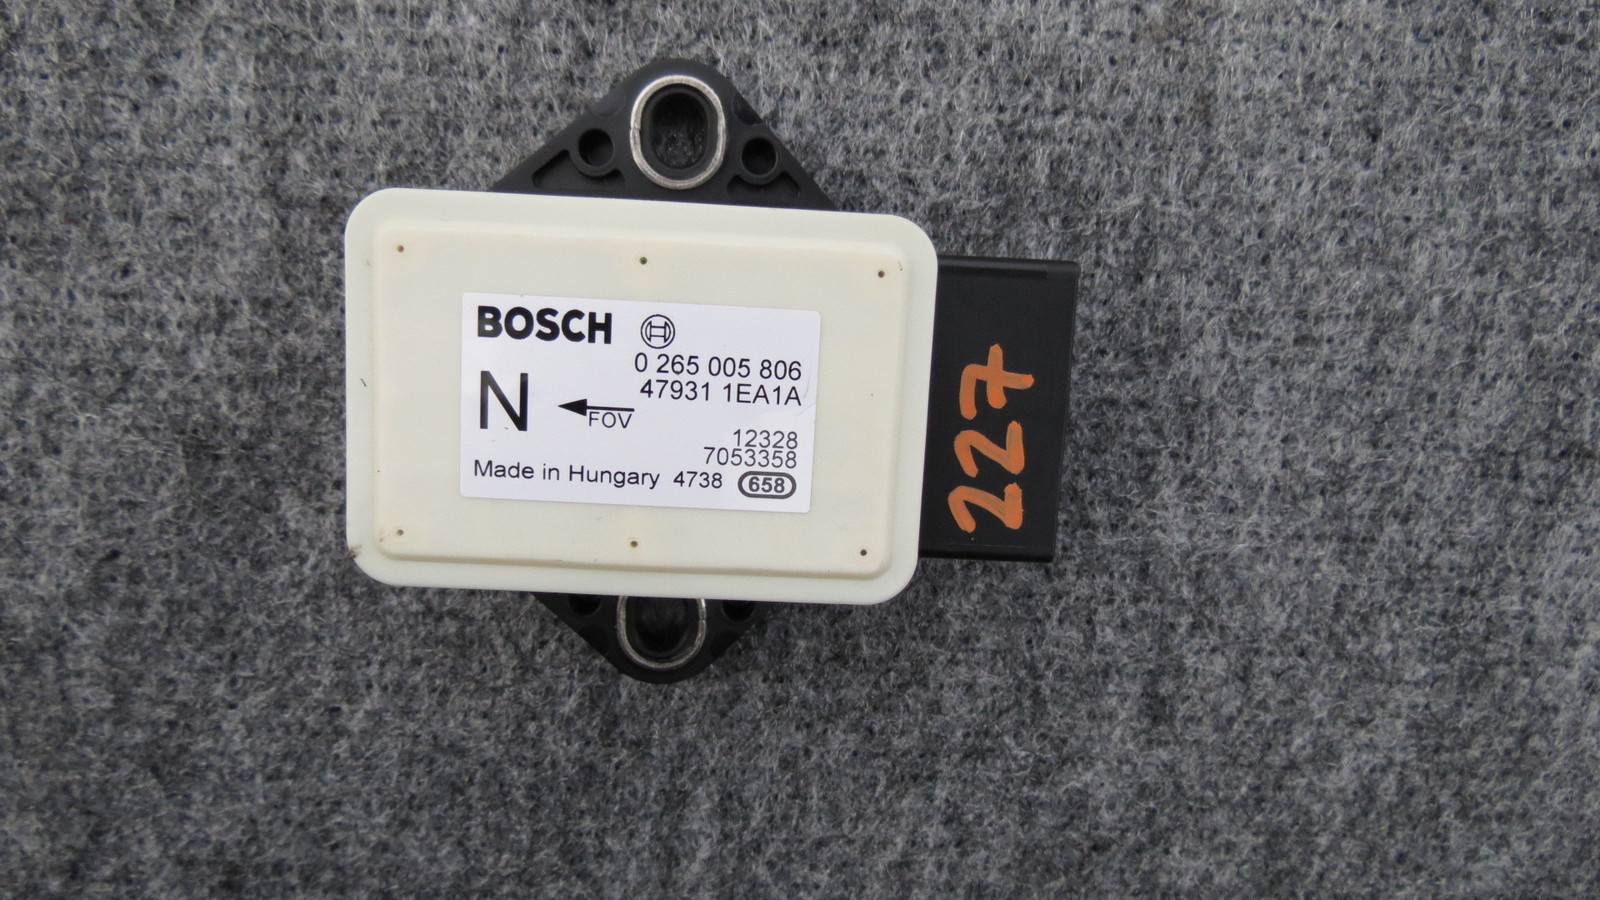 BOSCH
0 265 005 806
47931 1EA1A
N
FOV
12328
7053358
Made in Hungary 4738 658
227